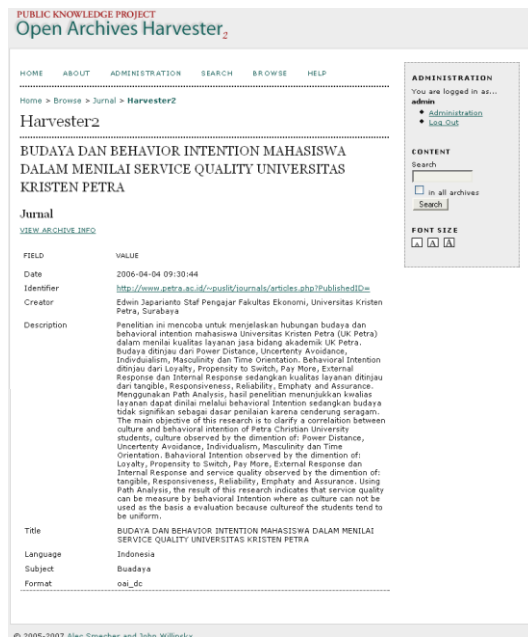 PUBLIC KNOWLEDGE PROJECT
Open Archives Harvester2
HOME ABOUT ADMINISTRATION SEARCH BROWSE HELP
Home > Browse > Jurnal > Harvester2
Harvester2
BUDAYA DAN BEHAVIOR INTENTION MAHASISWA
DALAM MENILAI SERVICE QUALITY UNIVERSITAS
KRISTEN PETRA
Jurnal
VIEW ARCHIVE INFO
FIELD VALUE
Date 2006-04-04 09:30:44
Identifier http://www.petra.ac.id/~puslit/journals/articles.php?PublishedID=
Creator Edwin Japarianto Staf Pengajar Fakultas Ekonomi, Universitas Kristen
Petra, Surabaya
Description Penelitian ini mencoba untuk menjelaskan hubungan budaya dan
behavioral intention mahasiswa Universitas Kristen Petra (UK Petra)
dalam menilai kualitas layanan jasa bidang akademik UK Petra.
Budaya ditinjau dari Power Distance, Uncertenty Avoidance,
Indivduialism, Masculinity dan Time Orientation. Behavioral Intention
ditinjau dari Loyalty, Propensity to Switch, Pay More, External
Response dan Internal Response sedangkan kualitas layanan ditinjau
dari tangible, Responsiveness, Reliability, Emphaty and Assurance.
Menggunakan Path Analysis, hasil penelitian menunjukkan kwalias
layanan dapat dinilai melalui behavioral Intention sedangkan budaya
tidak signifikan sebagai dasar penilaian karena cenderung seragam.
The main objective of this research is to clarify a correlaition between
culture and behavioral intention of Petra Christian University
students, culture observed by the dimention of: Power Distance,
Uncertenty Avoidance, Individualism, Masculinity dan Time
Orientation. Bahavioral Intention observed by the dimention of:
Loyalty, Propensity to Switch, Pay More, External Response dan
Internal Response and service quality observed by the dimention of:
tangible, Responsiveness, Reliability, Emphaty and Assurance. Using
Path Analysis, the result of this research indicates that service quality
can be measure by behavioral Intention where as culture can not be
used as the basis a evaluation because cultureof the students tend to
be uniform.
Title BUDAYA DAN BEHAVIOR INTENTION MAHASISWA DALAM MENILAI
SERVICE QUALITY UNIVERSITAS KRISTEN PETRA
Language Indonesia
Subject Buadaya
Format oai_dc
ADMINISTRATION
You are logged in as...
admin
Administration
Log Out
CONTENT
Search
in all archives
Search
FONT SIZE
A A A
© 2005-2007 Alec Smecher and John Willinsky